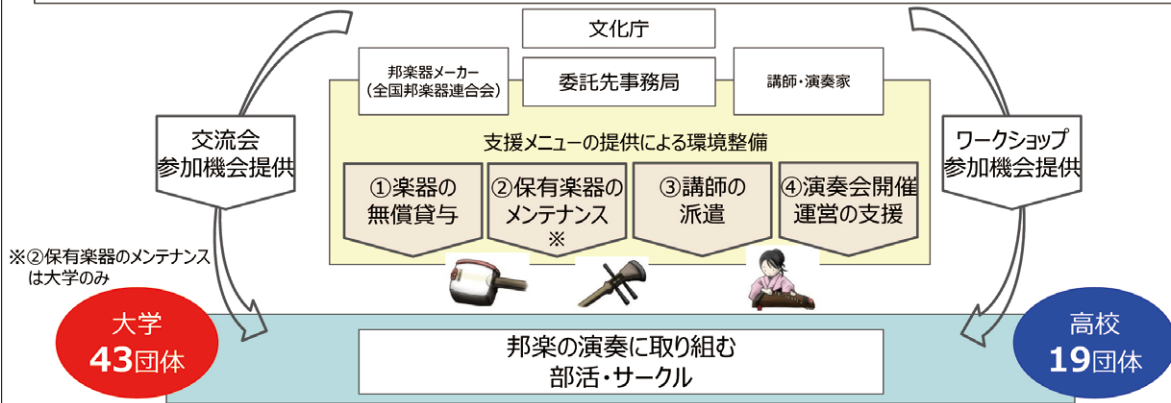 文化庁
邦楽器メーカー
（全国邦楽器連合会）
委託先事務局
講師・演奏家
交流会
参加機会提供
支援メニューの提供による環境整備
ワークショップ
参加機会提供
①楽器の
無償貸与
②保有楽器の
メンテナンス
※
③講師の
派遣
④演奏会開催
運営の支援
※②保有楽器のメンテナンス
は大学のみ
大学
43団体
邦楽の演奏に取り組む
部活・サークル
高校
19団体